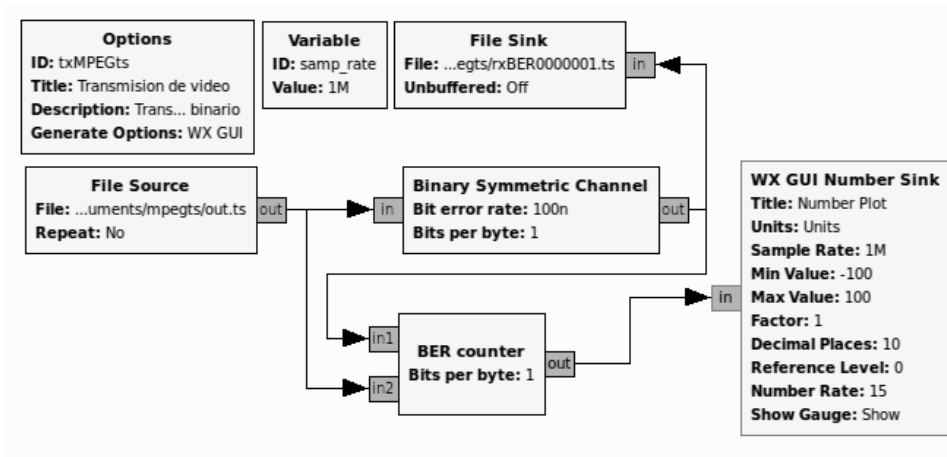 Options
ID: txMPEGts
Title: Transmision de video
Description: Trans... binario
Generate Options: WX GUI
Variable
ID: samp_rate
Value: 1M
File Sink
File: ...egts/rxBER0000001.ts
Unbuffered: Off
in
File Source
File: ...uments/mpegts/out.ts
Repeat: No
out
in
Binary Symmetric Channel
Bit error rate: 100n
Bits per byte: 1
out
in1
in2
BER counter
Bits per byte: 1
out
in
WX GUI Number Sink
Title: Number Plot
Units: Units
Sample Rate: 1M
Min Value: -100
Max Value: 100
Factor: 1
Decimal Places: 10
Reference Level: 0
Number Rate: 15
Show Gauge: Show